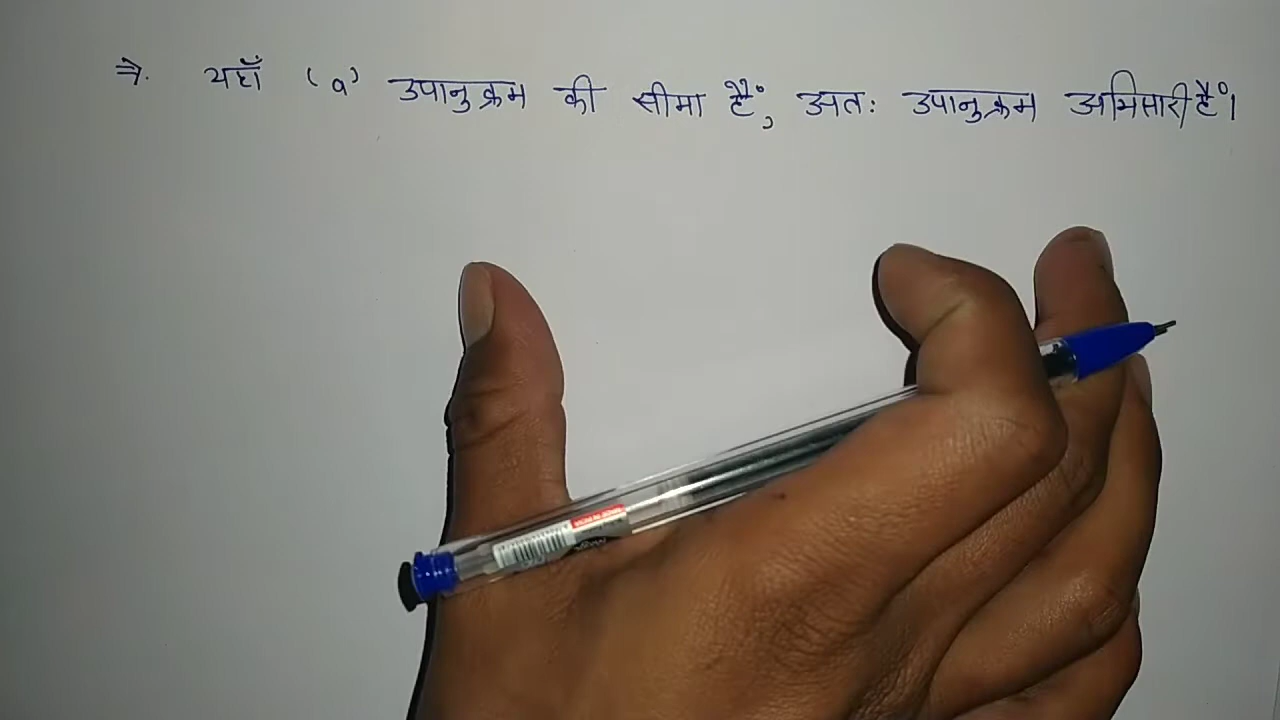 ⇒. यहाँ 'a' उपानुक्रम की सीमा हैं, अतः उपानुक्रम अभिसारी हैं।